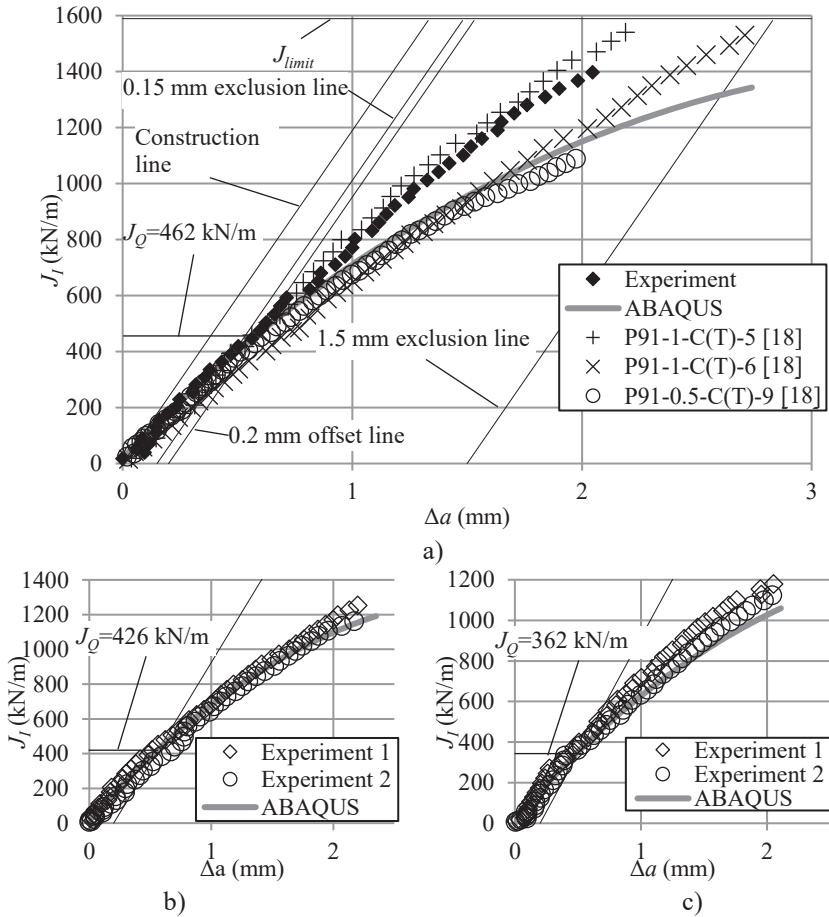 1600
1400
1200
1000
800
600
400
200
0
J_I (kN/m)
J_limit
0.15 mm exclusion line
Construction
line
J_Q=462 kN/m
1.5 mm exclusion line
0.2 mm offset line
Experiment
ABAQUS
P91-1-C(T)-5 [18]
P91-1-C(T)-6 [18]
P91-0.5-C(T)-9 [18]
0 1 2 3
Δa (mm)
a)
1400
1200
1000
800
600
400
200
0
J_I (kN/m)
J_Q=426 kN/m
Experiment 1
Experiment 2
ABAQUS
0 1 2
Δa (mm)
b)
1200
1000
800
600
400
200
0
J_I (kN/m)
J_Q=362 kN/m
Experiment 1
Experiment 2
ABAQUS
0 1 2
Δa (mm)
c)